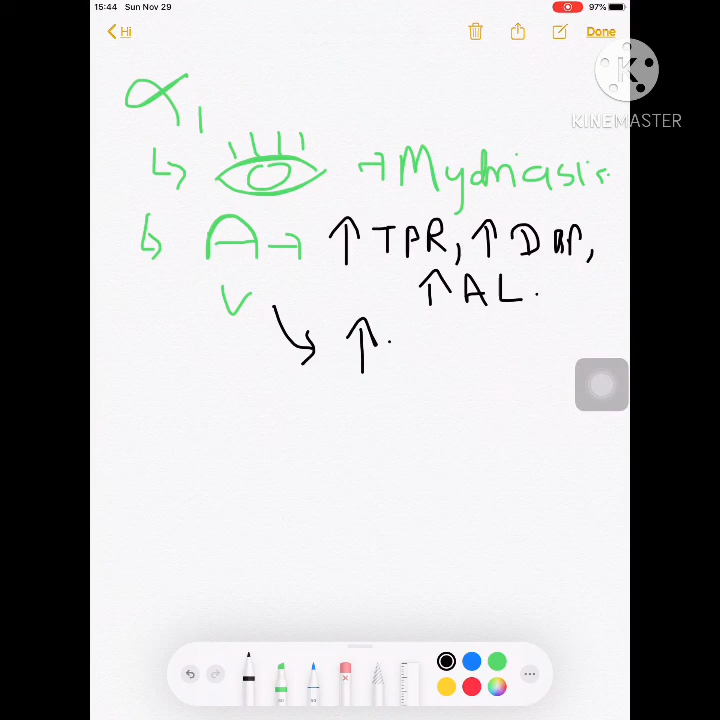 15:44 Sun Nov 29 97%
Hi Done
KINEMASTER
α1
↳ → Mydriasis.
↳ A → ↑ TPR, ↑ DBP,
↑ AL.
V ↘ ↑.